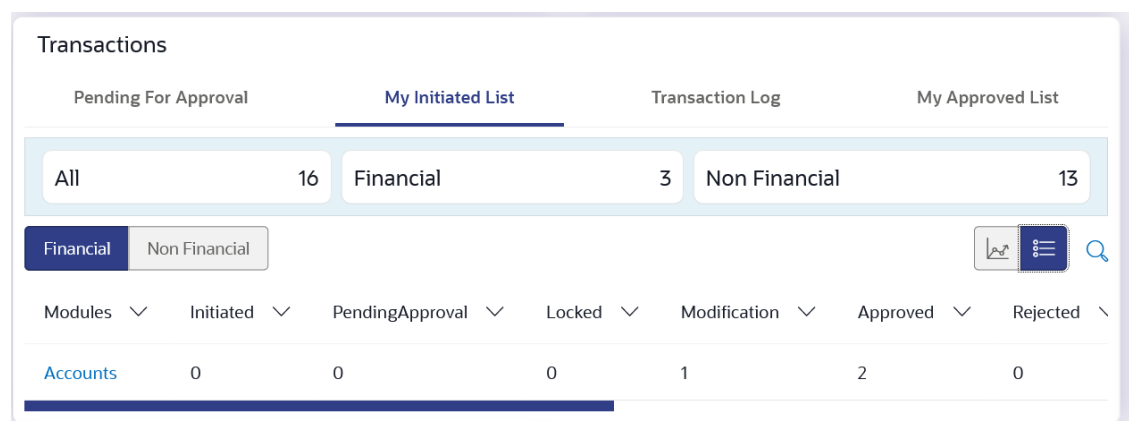 Transactions
Pending For Approval My Initiated List Transaction Log My Approved List
All 16 Financial 3 Non Financial 13
Financial Non Financial
Modules Initiated PendingApproval Locked Modification Approved Rejected
Accounts 0 0 0 1 2 0